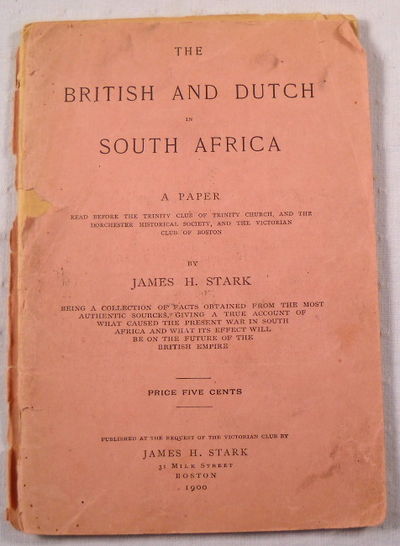 THE
BRITISH AND DUTCH
IN
SOUTH AFRICA
A PAPER
READ BEFORE THE TRINITY CLUB OF TRINITY CHURCH, AND THE
DORCHESTER HISTORICAL SOCIETY, AND THE VICTORIAN
CLUB OF BOSTON
BY
JAMES H. STARK
BEING A COLLECTION OF FACTS OBTAINED FROM THE MOST
AUTHENTIC SOURCES, GIVING A TRUE ACCOUNT OF
WHAT CAUSED THE PRESENT WAR IN SOUTH
AFRICA AND WHAT ITS EFFECT WILL
BE ON THE FUTURE OF THE
BRITISH EMPIRE
PRICE FIVE CENTS
PUBLISHED AT THE REQUEST OF THE VICTORIAN CLUB BY
JAMES H. STARK
31 MILK STREET
BOSTON
1900